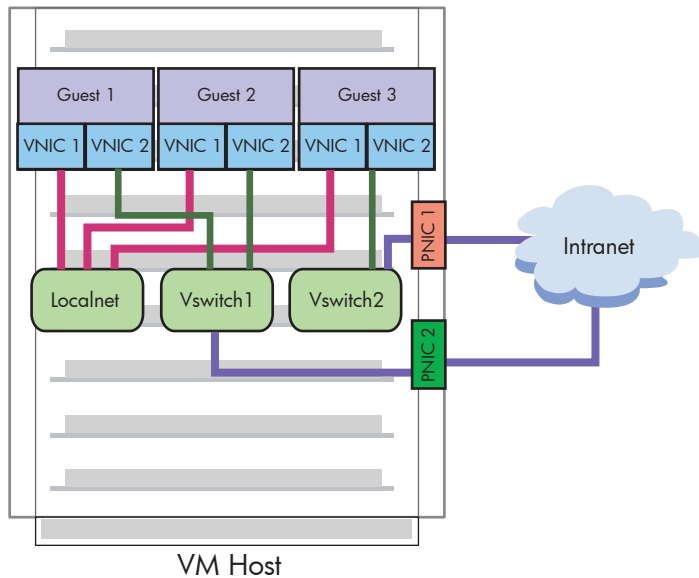 Guest 1
Guest 2
Guest 3
VNIC 1
VNIC 2
VNIC 1
VNIC 2
VNIC 1
VNIC 2
PNIC 1
Intranet
Localnet
Vswitch1
Vswitch2
PNIC 2
VM Host